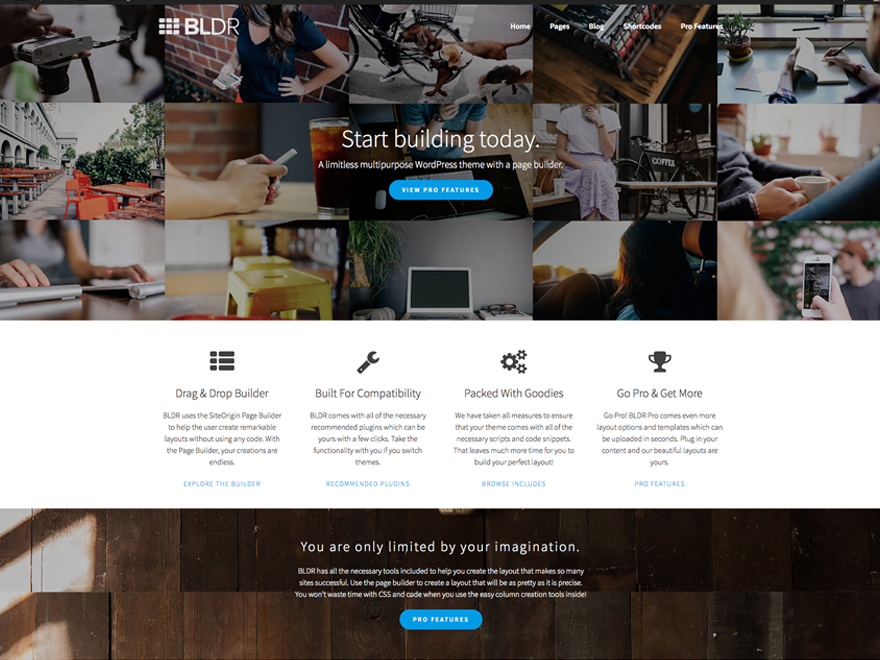 BLDR
Home Pages Blog Shortcodes Pro Features
COFFEE
Start building today.
A limitless multipurpose WordPress theme with a page builder.
VIEW PRO FEATURES
Drag & Drop Builder
BLDR uses the SiteOrigin Page Builder
to help the user create remarkable
layouts without using any code. With
the Page Builder, your creations are
endless.
EXPLORE THE BUILDER
Built For Compatibility
BLDR comes with all of the necessary
recommended plugins which can be
yours with a few clicks. Take the
functionality with you if you switch
themes.
RECOMMENDED PLUGINS
Packed With Goodies
We have taken all measures to ensure
that your theme comes with all of the
necessary scripts and code snippets.
That leaves much more time for you to
build your perfect layout!
BROWSE INCLUDES
Go Pro & Get More
Go Pro! BLDR Pro comes even more
layout options and templates which can
be uploaded in seconds. Plug in your
content and our beautiful layouts are
yours.
PRO FEATURES
You are only limited by your imagination.
BLDR has all the necessary tools included to help you create the layout that makes so many
sites successful. Use the page builder to create a layout that will be as pretty as it is precise.
You won't waste time with CSS and code when you use the easy column creation tools inside!
PRO FEATURES